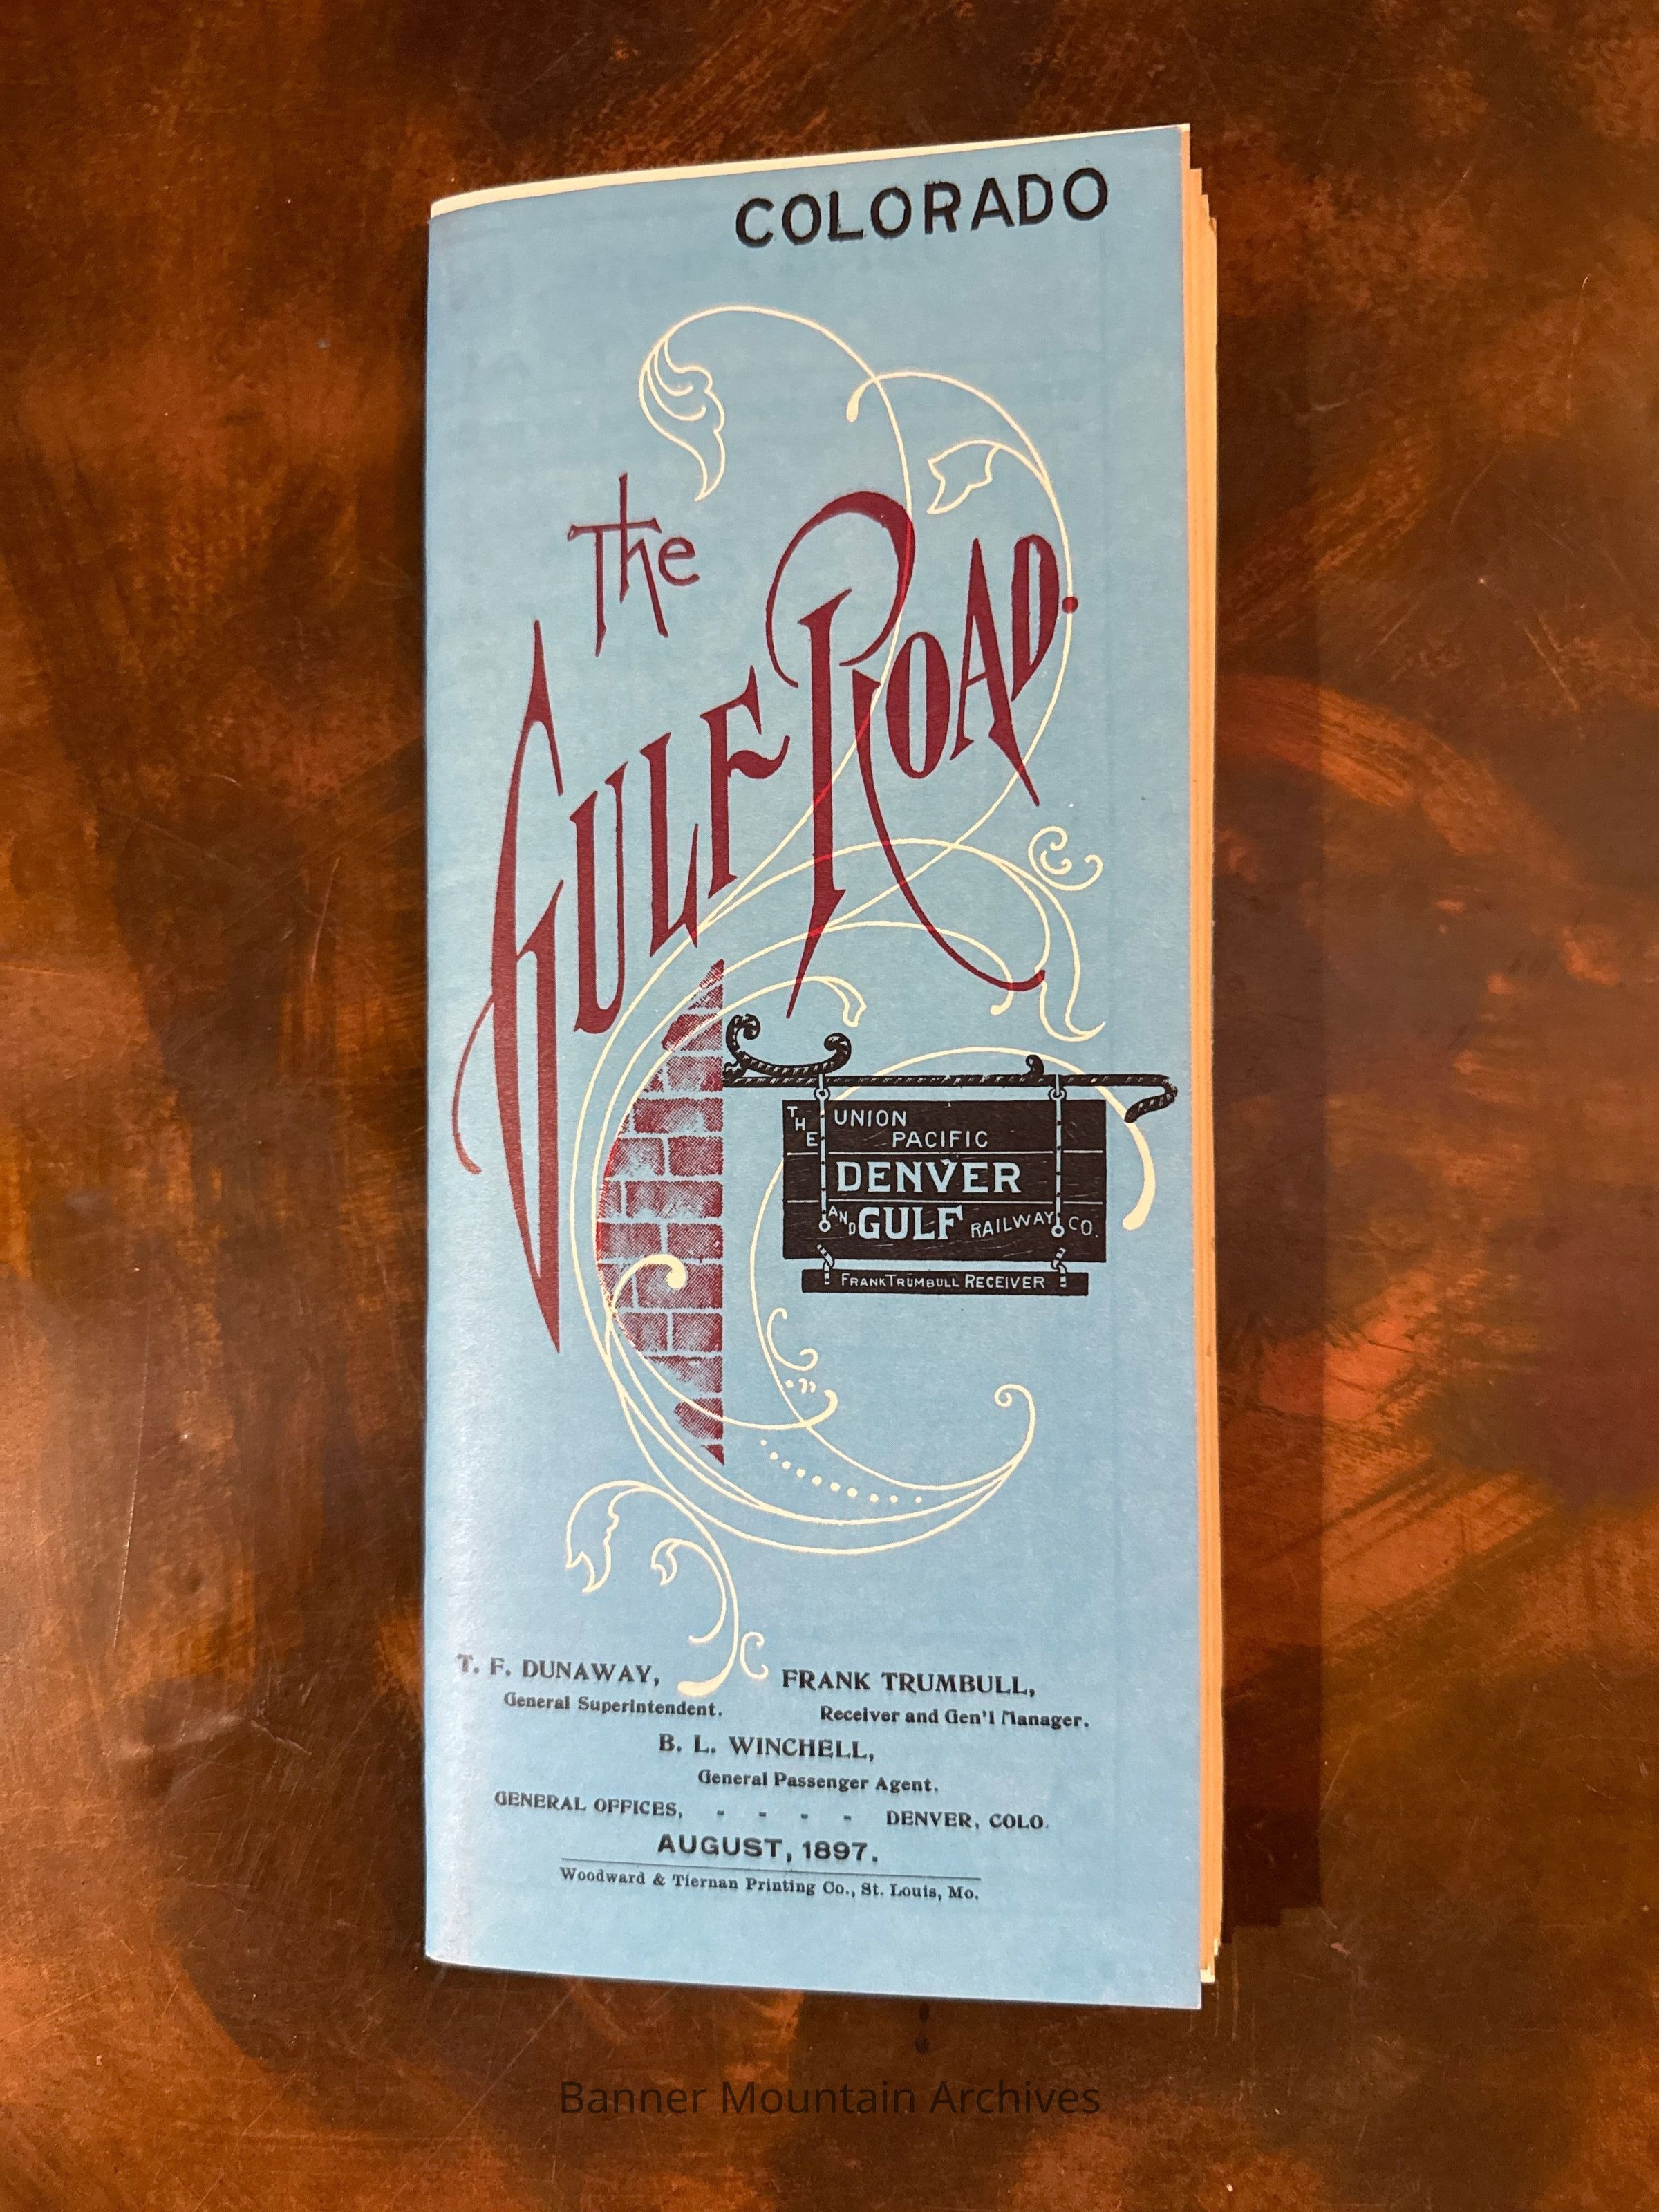 COLORADO
The
GULF ROAD.
THE UNION
PACIFIC
DENVER
AND GULF RAILWAY CO.
FRANK TRUMBULL RECEIVER
T. F. DUNAWAY,
General Superintendent.
FRANK TRUMBULL,
Receiver and Gen'l Manager.
B. L. WINCHELL,
General Passenger Agent.
GENERAL OFFICES, - - - - DENVER, COLO.
AUGUST, 1897.
Woodward & Tiernan Printing Co., St. Louis, Mo.
Banner Mountain Archives